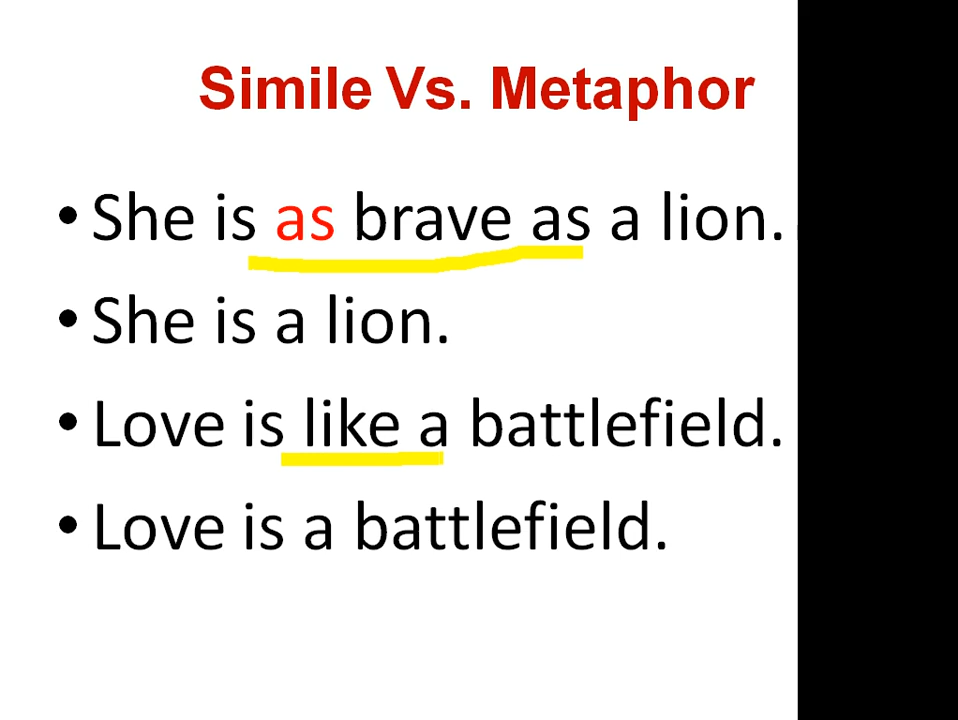 Simile Vs. Metaphor
• She is as brave as a lion.
• She is a lion.
• Love is like a battlefield.
• Love is a battlefield.